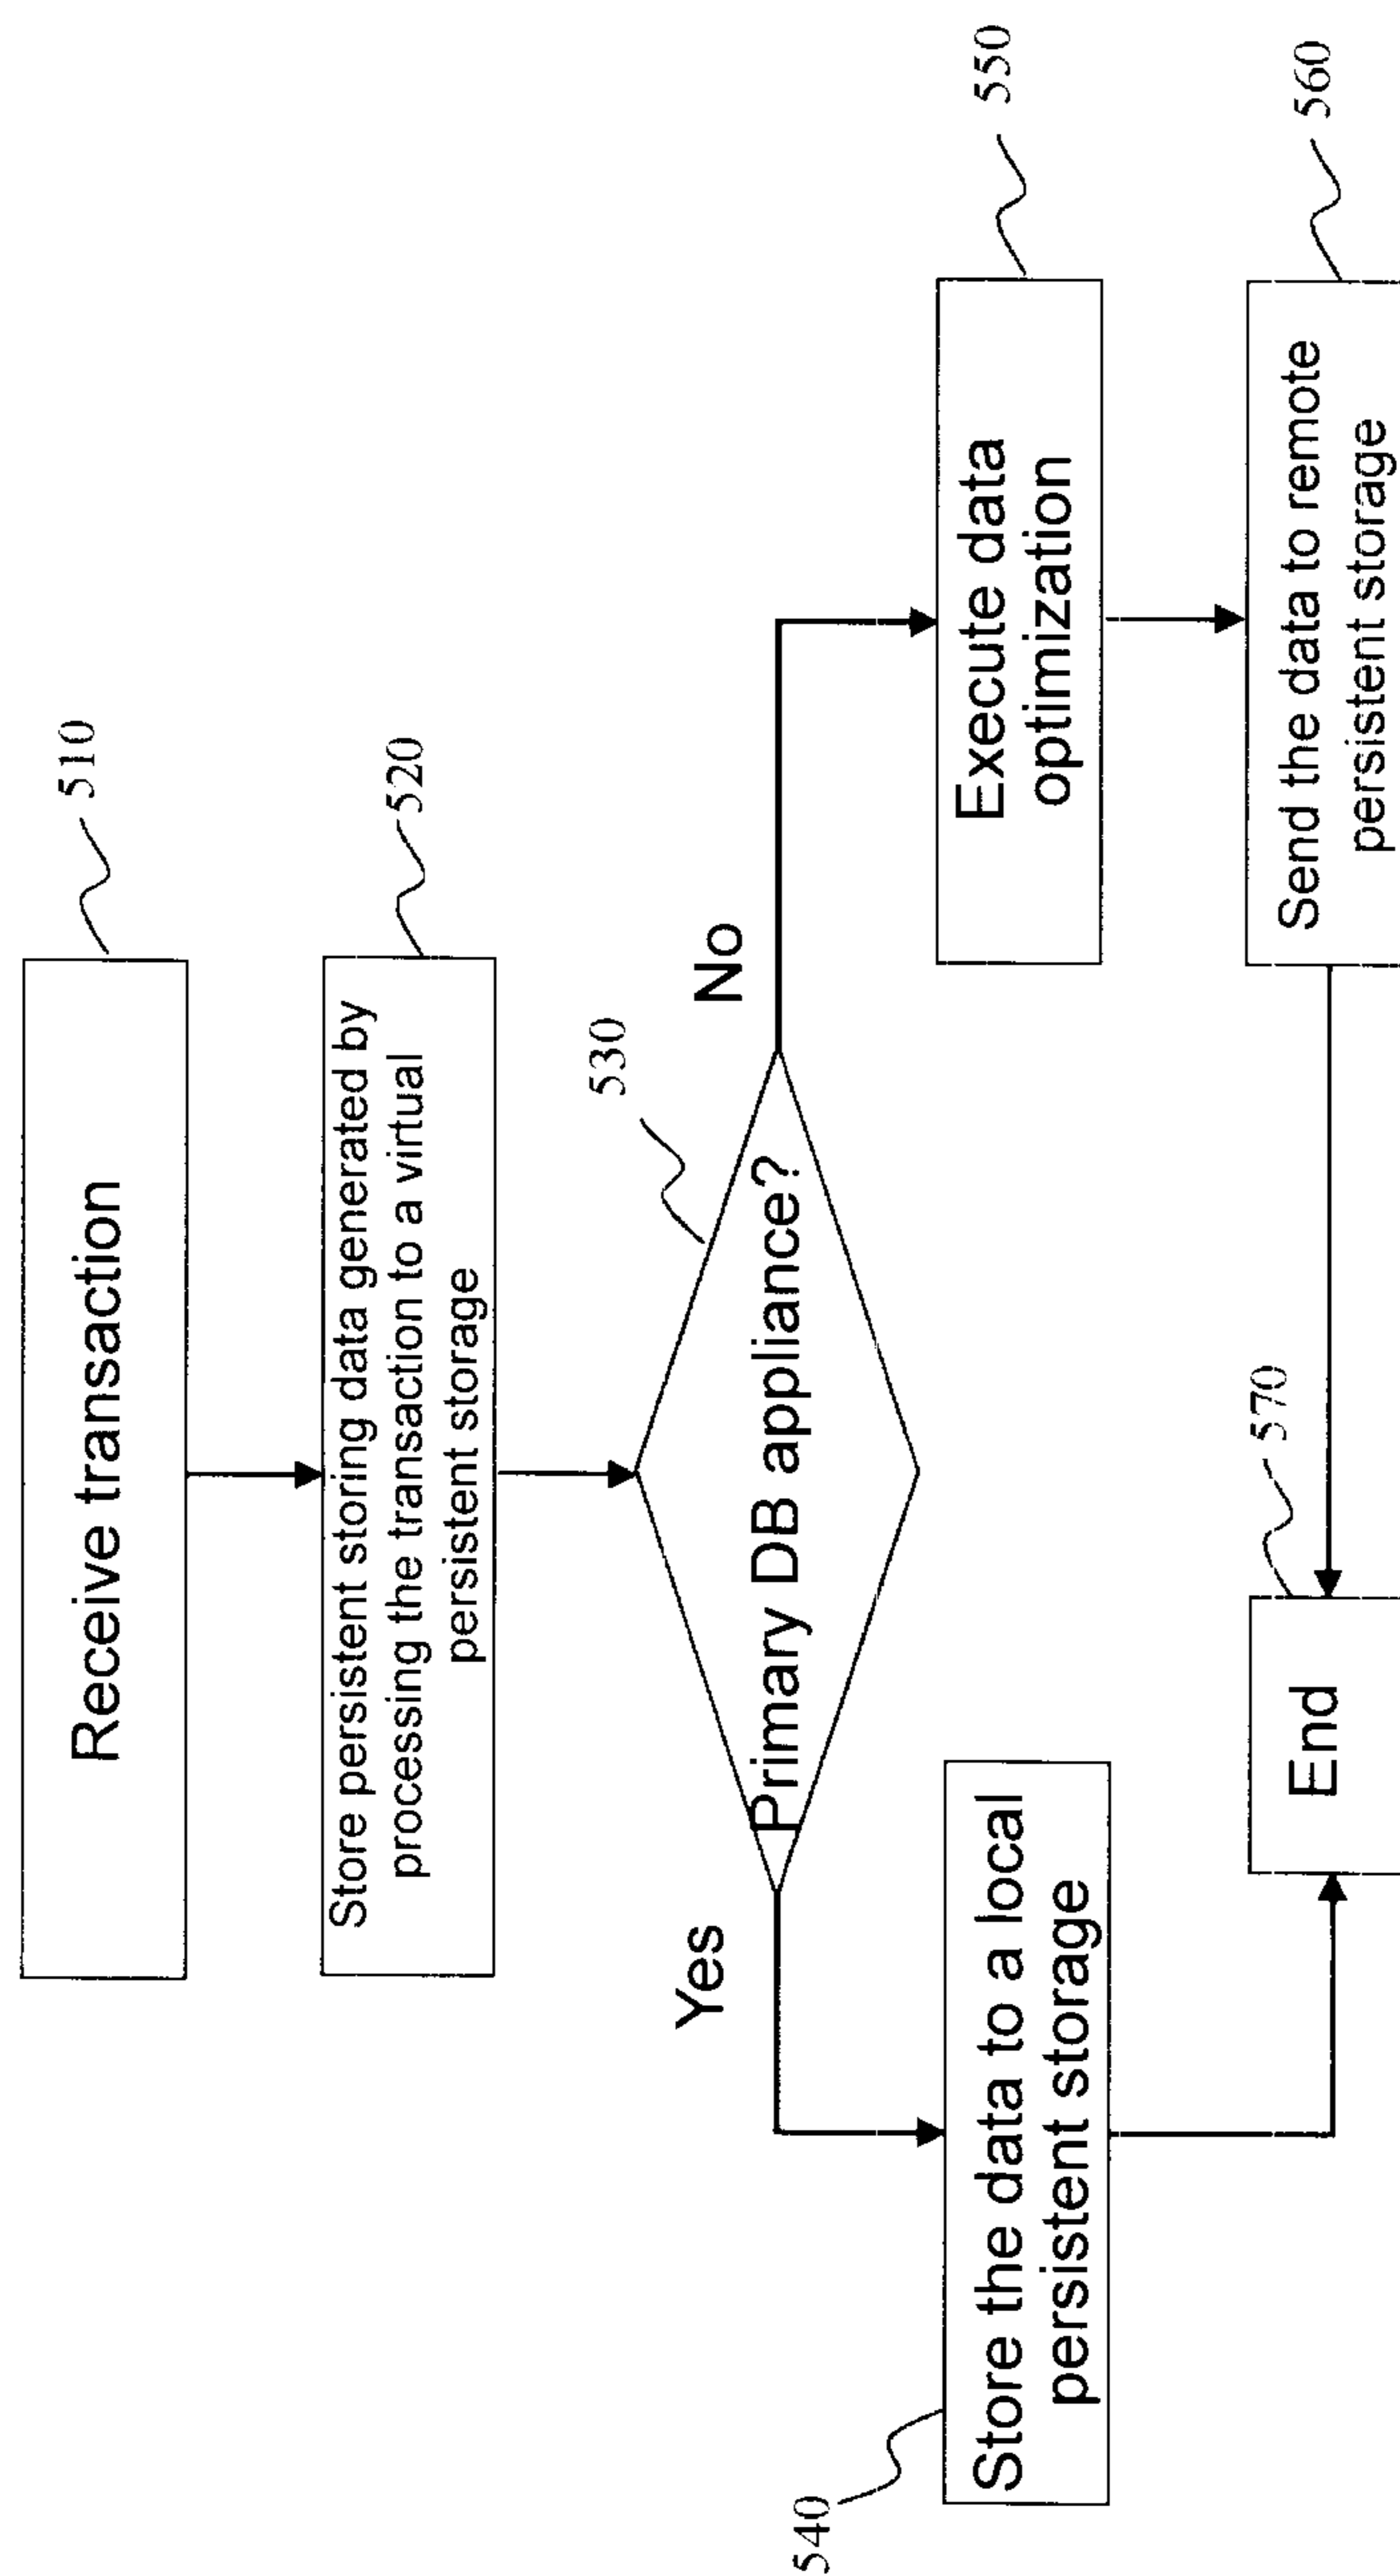 Receive transaction
510
Store persistent storing data generated by
processing the transaction to a virtual
persistent storage
520
530
Primary DB appliance?
Yes
No
540
Store the data to a local
persistent storage
Execute data
optimization
550
570
End
Send the data to remote
persistent storage
560